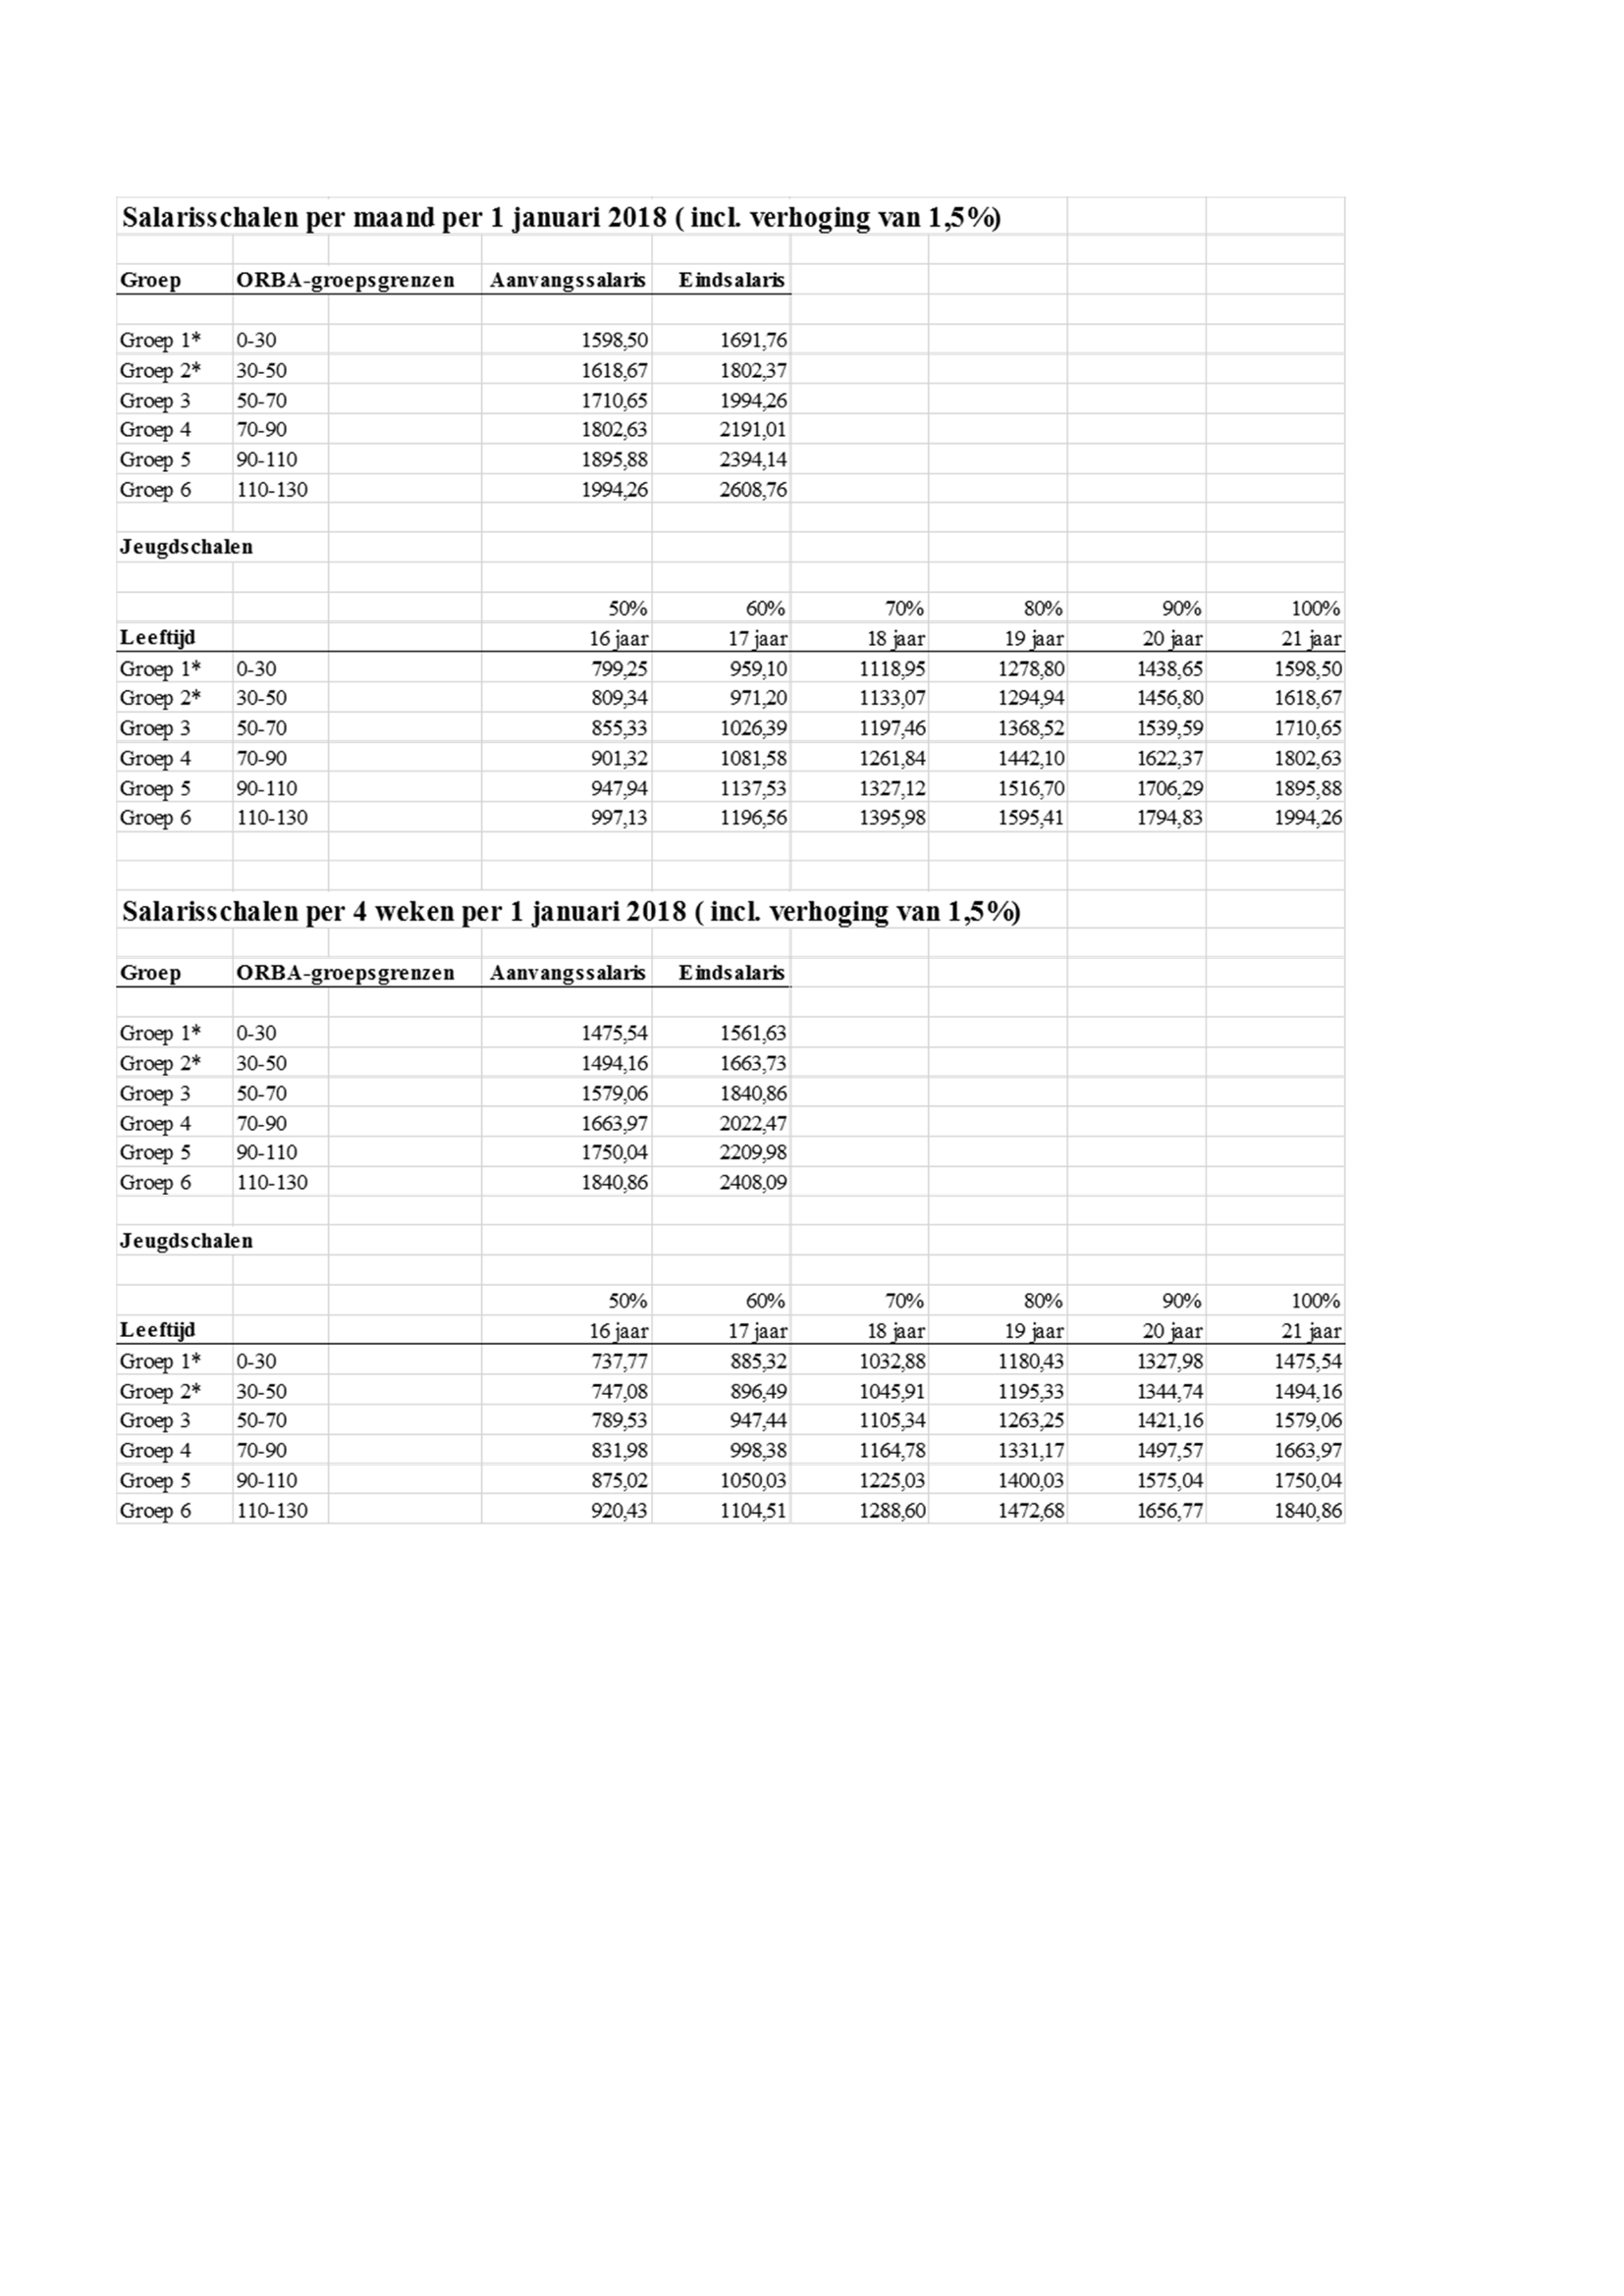 Salarisschalen per maand per 1 januari 2018 ( incl. verhoging van 1,5%)
Groep ORBA-groepsgrenzen Aanvangssalaris Eindsalaris
Groep 1* 0-30 1598,50 1691,76
Groep 2* 30-50 1618,67 1802,37
Groep 3 50-70 1710,65 1994,26
Groep 4 70-90 1802,63 2191,01
Groep 5 90-110 1895,88 2394,14
Groep 6 110-130 1994,26 2608,76
Jeugdschalen
50% 60% 70% 80% 90% 100%
Leeftijd 16 jaar 17 jaar 18 jaar 19 jaar 20 jaar 21 jaar
Groep 1* 0-30 799,25 959,10 1118,95 1278,80 1438,65 1598,50
Groep 2* 30-50 809,34 971,20 1133,07 1294,94 1456,80 1618,67
Groep 3 50-70 855,33 1026,39 1197,46 1368,52 1539,59 1710,65
Groep 4 70-90 901,32 1081,58 1261,84 1442,10 1622,37 1802,63
Groep 5 90-110 947,94 1137,53 1327,12 1516,70 1706,29 1895,88
Groep 6 110-130 997,13 1196,56 1395,98 1595,41 1794,83 1994,26
Salarisschalen per 4 weken per 1 januari 2018 ( incl. verhoging van 1,5%)
Groep ORBA-groepsgrenzen Aanvangssalaris Eindsalaris
Groep 1* 0-30 1475,54 1561,63
Groep 2* 30-50 1494,16 1663,73
Groep 3 50-70 1579,06 1840,86
Groep 4 70-90 1663,97 2022,47
Groep 5 90-110 1750,04 2209,98
Groep 6 110-130 1840,86 2408,09
Jeugdschalen
50% 60% 70% 80% 90% 100%
Leeftijd 16 jaar 17 jaar 18 jaar 19 jaar 20 jaar 21 jaar
Groep 1* 0-30 737,77 885,32 1032,88 1180,43 1327,98 1475,54
Groep 2* 30-50 747,08 896,49 1045,91 1195,33 1344,74 1494,16
Groep 3 50-70 789,53 947,44 1105,34 1263,25 1421,16 1579,06
Groep 4 70-90 831,98 998,38 1164,78 1331,17 1497,57 1663,97
Groep 5 90-110 875,02 1050,03 1225,03 1400,03 1575,04 1750,04
Groep 6 110-130 920,43 1104,51 1288,60 1472,68 1656,77 1840,86